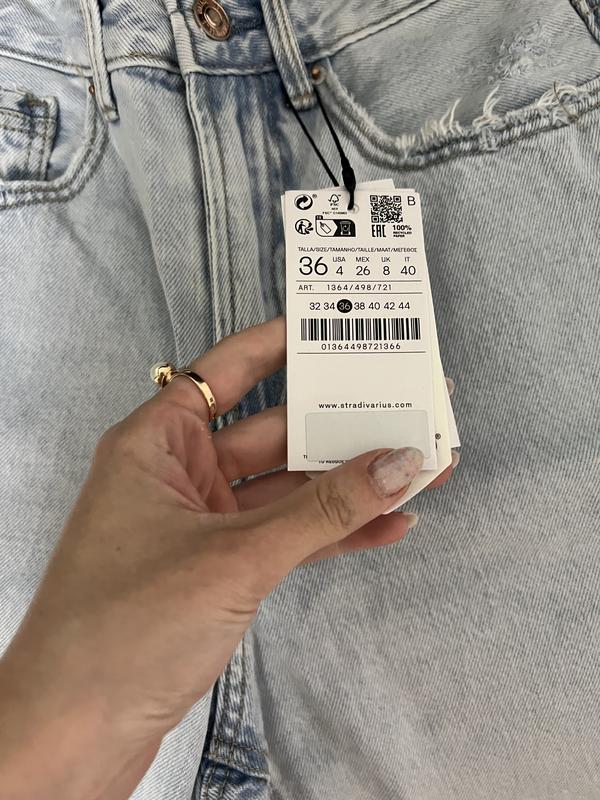 FSC
B
EAC
100%
RECYCLED
PAPER
TALLA/SIZE/TAMANHO/TAILLE/MAAT/ΜΕΓΕΘΟΣ
36
USA
4
MEX
26
UK
8
IT
40
ART. 1364/498/721
32 34 36 38 40 42 44
01364498721366
www.stradivarius.com